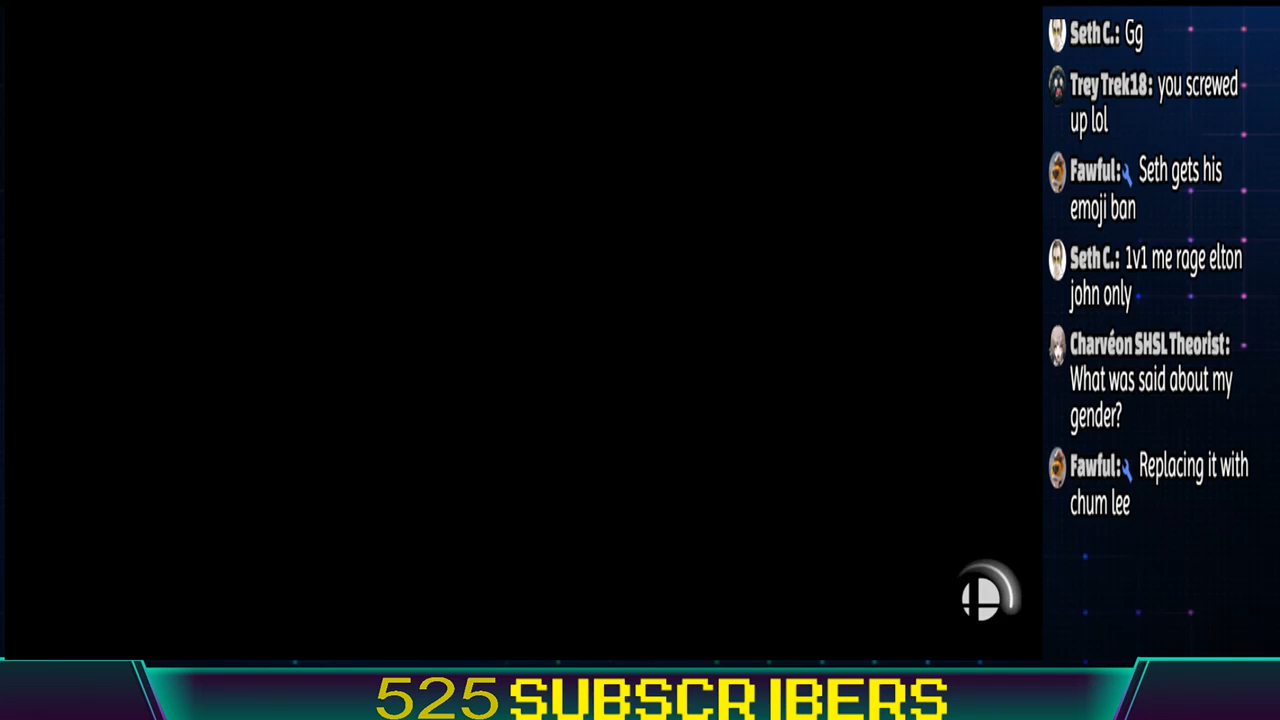 Seth C.: Gg
Trey Trek18: you screwed
up lol
Fawful: Seth gets his
emoji ban
Seth C.: 1v1 me rage elton
john only
Charvéon SHSL Theorist:
What was said about my
gender?
Fawful: Replacing it with
chum lee
525 SUBSCRIBERS